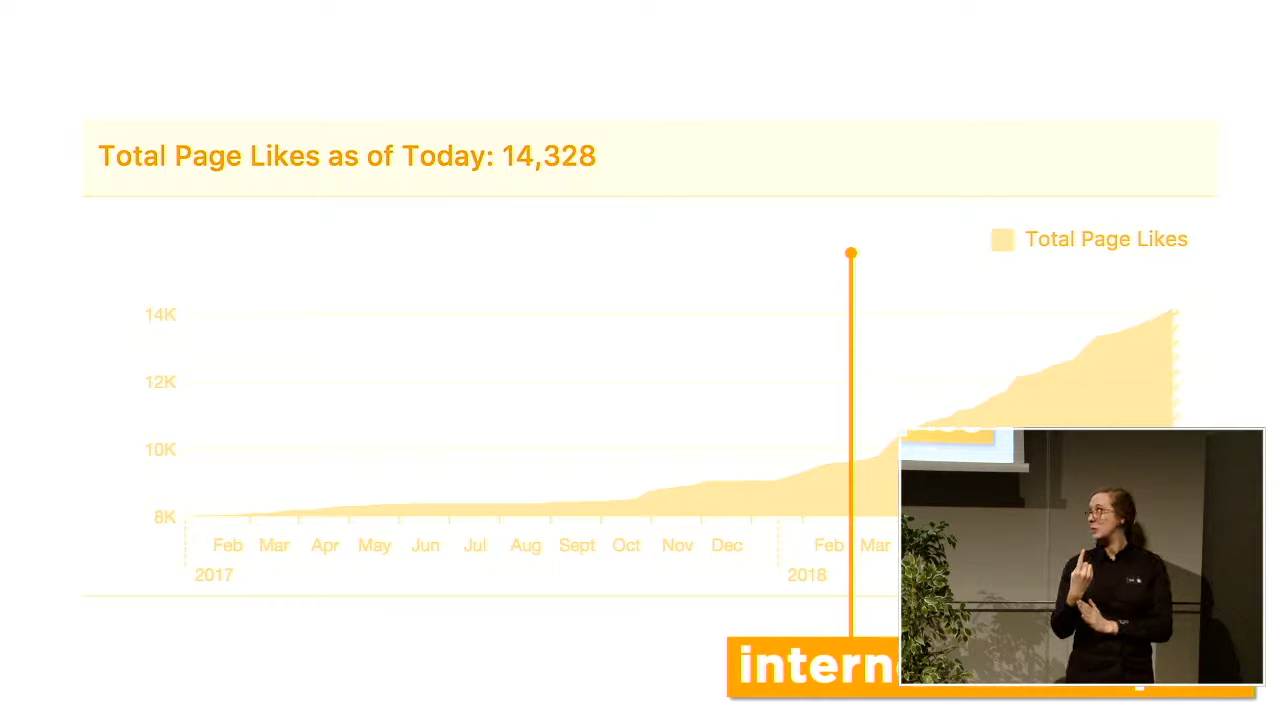 Total Page Likes as of Today: 14,328
Total Page Likes
14K
12K
10K
8K
Feb Mar Apr May Jun Jul Aug Sept Oct Nov Dec Feb Mar
2017 2018
intern